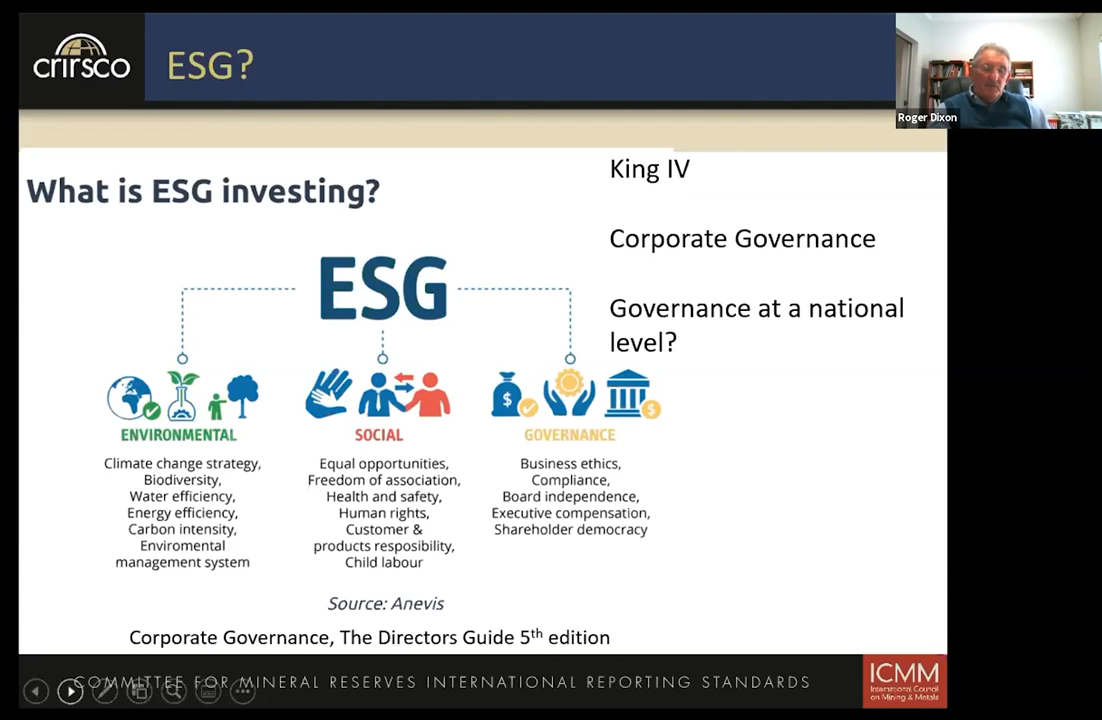 crirsco
ESG?
Roger Dixon
What is ESG investing?
King IV
Corporate Governance
Governance at a national
level?
ESG
ENVIRONMENTAL
Climate change strategy,
Biodiversity,
Water efficiency,
Energy efficiency,
Carbon intensity,
Enviromental
management system
SOCIAL
Equal opportunities,
Freedom of association,
Health and safety,
Human rights,
Customer &
products resposibility,
Child labour
$
$
GOVERNANCE
Business ethics,
Compliance,
Board independence,
Executive compensation,
Shareholder democracy
Source: Anevis
Corporate Governance, The Directors Guide 5th edition
COMMITTEE FOR MINERAL RESERVES INTERNATIONAL REPORTING STANDARDS
ICMM
International Council
on Mining & Metals